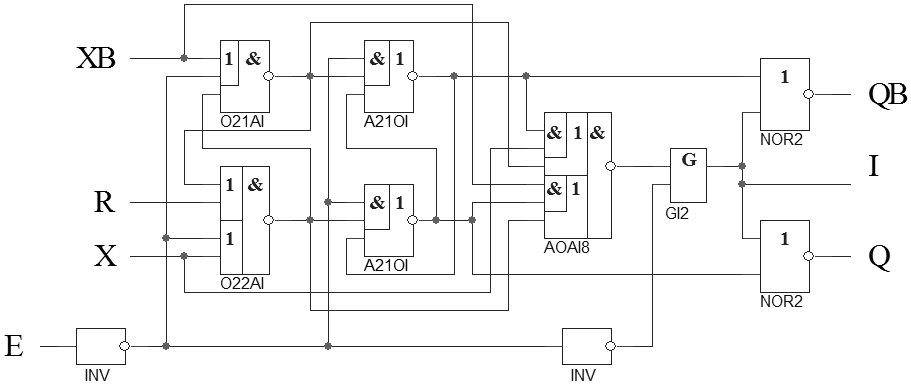 XB
1 &
O21AI
& 1
A21OI
1
QB
NOR2
& 1 &
& 1
AOAI8
G
GI2
I
R
1 &
1
X
O22AI
& 1
A21OI
1
Q
NOR2
E
INV
INV